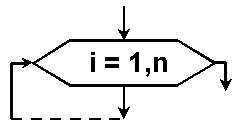 i = 1,n